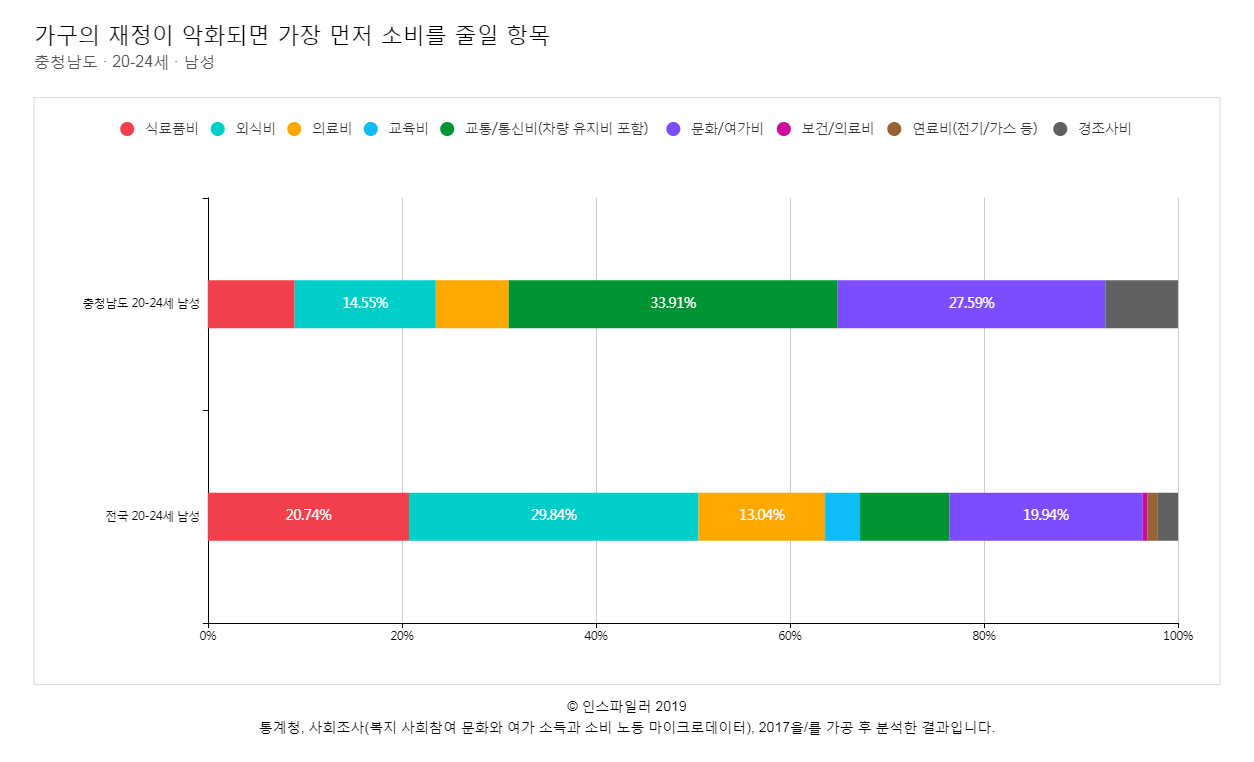 가구의 재정이 악화되면 가장 먼저 소비를 줄일 항목
충청남도 · 20-24세 · 남성
식료품비 외식비 의료비 교육비 교통/통신비(차량 유지비 포함) 문화/여가비 보건/의료비 연료비(전기/가스 등) 경조사비
충청남도 20-24세 남성 14.55% 33.91% 27.59%
전국 20-24세 남성 20.74% 29.84% 13.04% 19.94%
0% 20% 40% 60% 80% 100%
© 인스파일러 2019
통계청, 사회조사(복지 사회참여 문화와 여가 소득과 소비 노동 마이크로데이터), 2017을/를 가공 후 분석한 결과입니다.